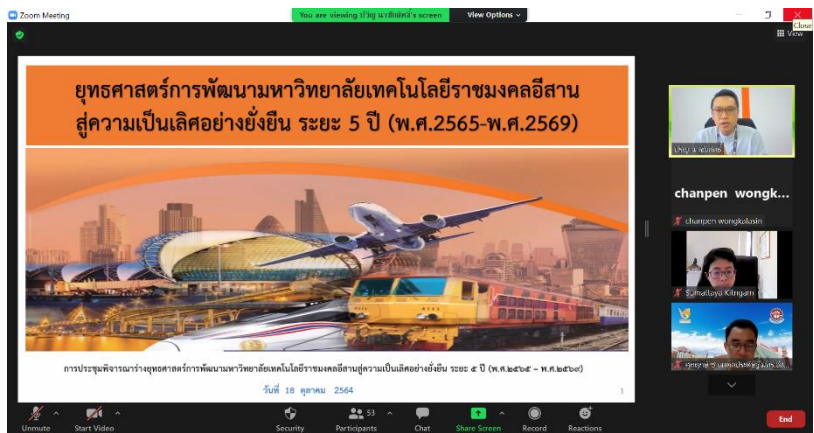 Zoom Meeting
You are viewing 's screen
View Options
Close
View
ยุทธศาสตร์การพัฒนามหาวิทยาลัยเทคโนโลยีราชมงคลอีสาน
สู่ความเป็นเลิศอย่างยั่งยืน ระยะ 5 ปี (พ.ศ.2565-พ.ศ.2569)
การประชุมพิจารณาร่างยุทธศาสตร์การพัฒนามหาวิทยาลัยเทคโนโลยีราชมงคลอีสานสู่ความเป็นเลิศอย่างยั่งยืน ระยะ ๕ ปี (พ.ศ.๒๕๖๕ – พ.ศ.๒๕๖๙)
วันที่ 18 ตุลาคม 2564
1
chanpen wongk...
chanpen wongkalasin
Sumattaya Kitngam
Unmute
Start Video
Security
Participants
53
Chat
Share Screen
Record
Reactions
End